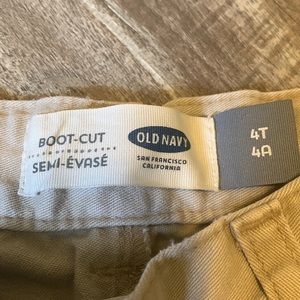 BOOT-CUT
SEMI-ÉVASÉ
OLD NAVY
SAN FRANCISCO
CALIFORNIA
4T
4A